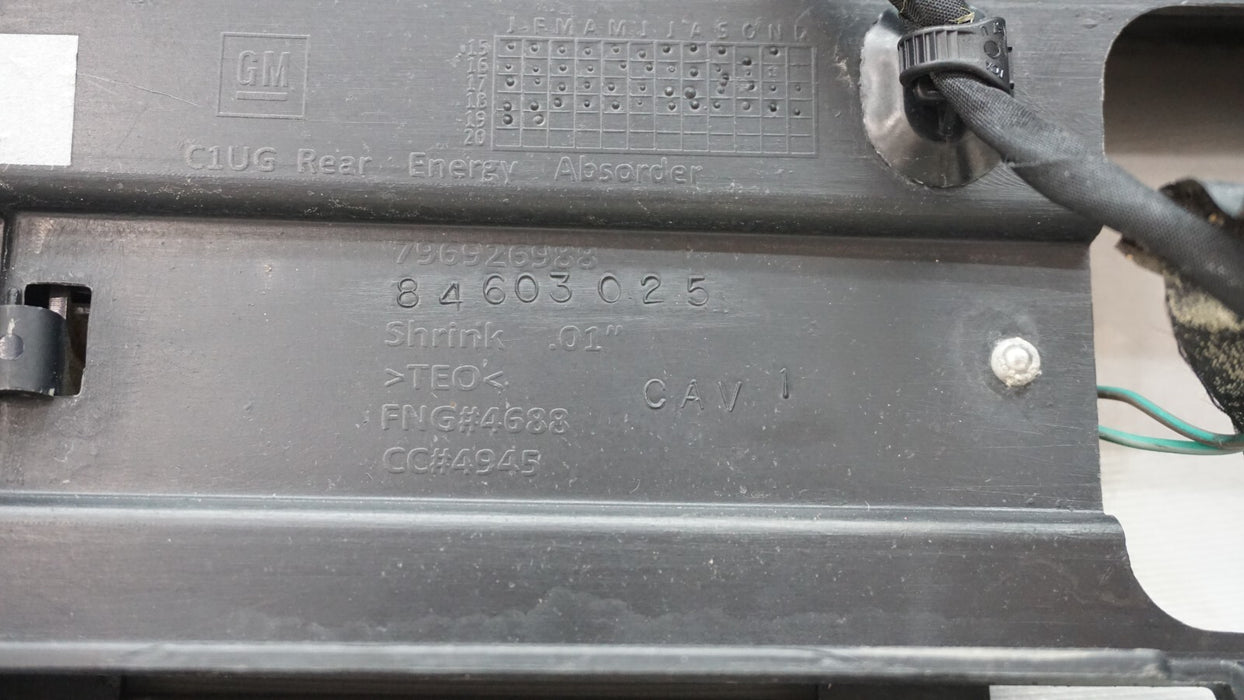 GM
J F M A M J J A S O N D
15
16
17
18
19
20
C1UG Rear Energy Absorder
796926988
84603025
Shrink .01"
>TEO<
CAV 1
FNG#4688
CC#4945